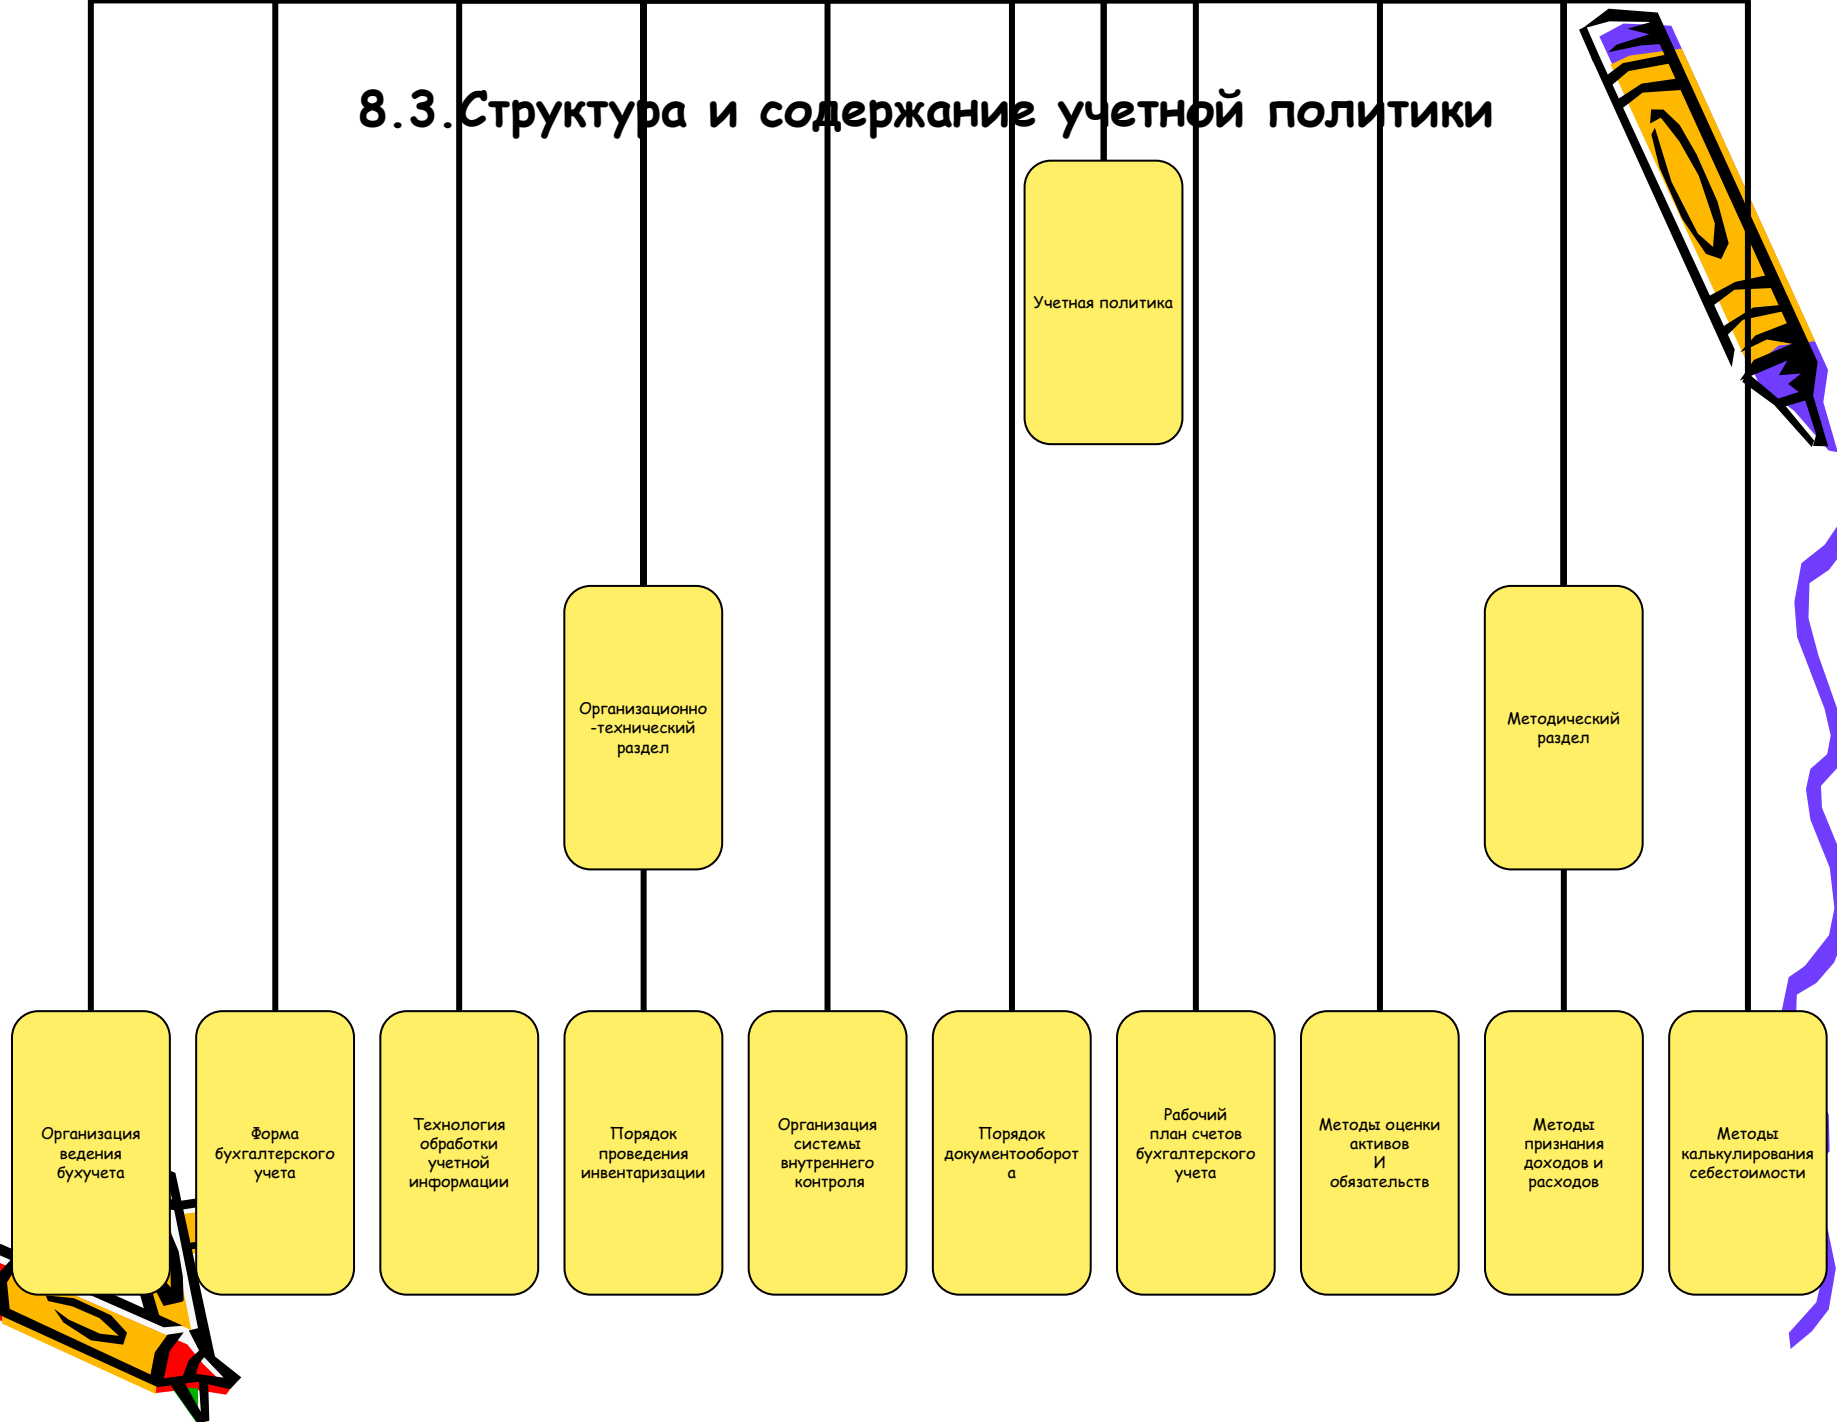 8.3.Структура и содержание учетной политики
Учетная политика
Организационно
-технический
раздел
Методический
раздел
Организация
ведения
бухучета
Форма
бухгалтерского
учета
Технология
обработки
учетной
информации
Порядок
проведения
инвентаризации
Организация
системы
внутреннего
контроля
Порядок
документооборот
а
Рабочий
план счетов
бухгалтерского
учета
Методы оценки
активов
И
обязательств
Методы
признания
доходов и
расходов
Методы
калькулирования
себестоимости